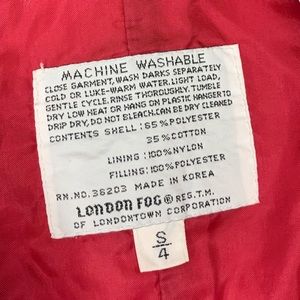 MACHINE WASHABLE
CLOSE GARMENT, WASH DARKS SEPARATELY
COLD OR LUKE-WARM WATER. LIGHT LOAD,
GENTLE CYCLE. RINSE THOROUGHLY. TUMBLE
DRY LOW HEAT OR HANG ON PLASTIC HANGER TO
DRIP DRY, DO NOT BLEACH. CAN BE DRY CLEANED
CONTENTS SHELL: 65% POLYESTER
35% COTTON
LINING: 100% NYLON
FILLING: 100% POLYESTER
RN. NO. 38203 MADE IN KOREA
LONDON FOG ® REG. T.M.
OF LONDONTOWN CORPORATION
S/4